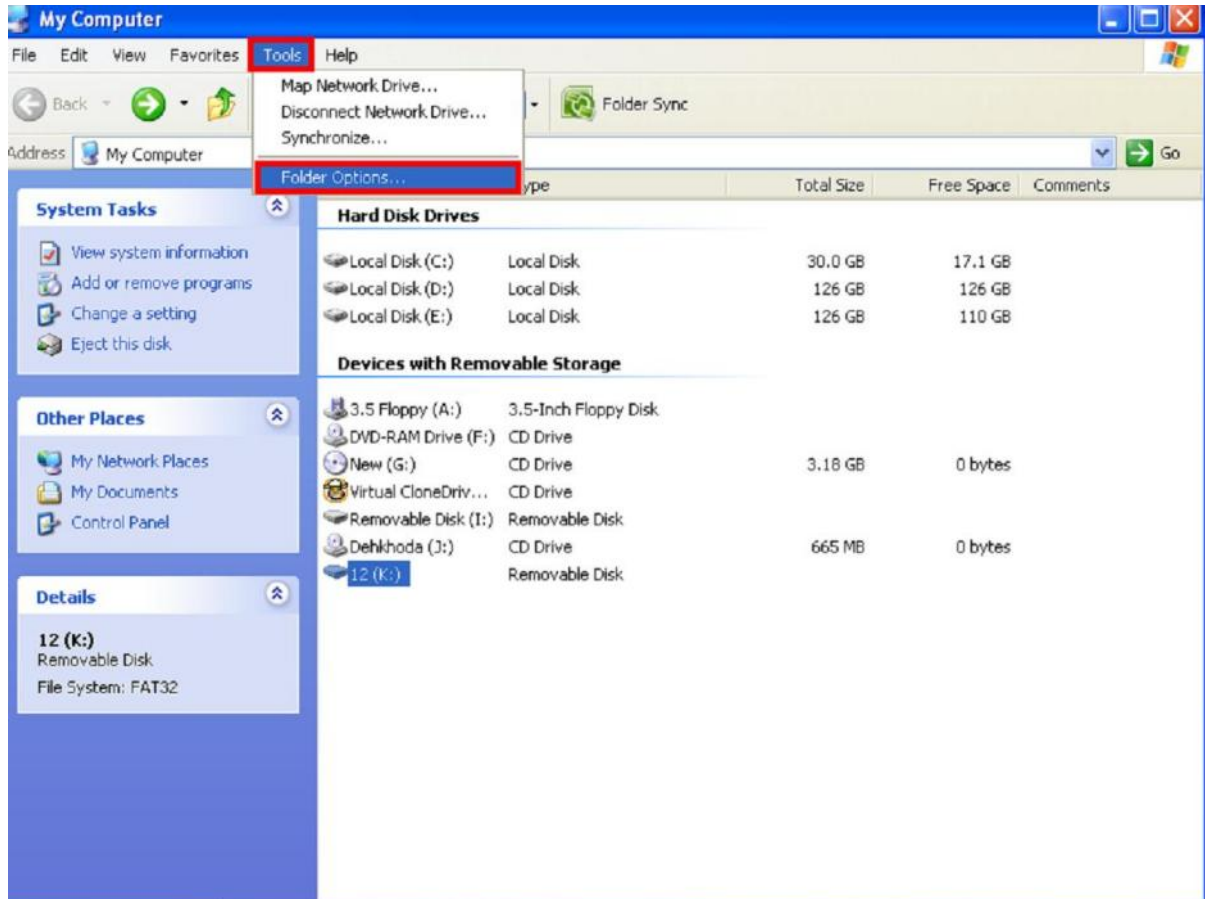 My Computer
File Edit View Favorites Tools Help
Map Network Drive...
Disconnect Network Drive...
Synchronize...
Folder Options...
Back Folder Sync
Address My Computer Go
Total Size Free Space Comments
System Tasks
View system information
Add or remove programs
Change a setting
Eject this disk
Other Places
My Network Places
My Documents
Control Panel
Details
12 (K:)
Removable Disk
File System: FAT32
Hard Disk Drives
Local Disk (C:) Local Disk 30.0 GB 17.1 GB
Local Disk (D:) Local Disk 126 GB 126 GB
Local Disk (E:) Local Disk 126 GB 110 GB
Devices with Removable Storage
3.5 Floppy (A:) 3.5-Inch Floppy Disk
DVD-RAM Drive (F:) CD Drive
New (G:) CD Drive 3.18 GB 0 bytes
Virtual CloneDriv... CD Drive
Removable Disk (I:) Removable Disk
Dehkhoda (J:) CD Drive 665 MB 0 bytes
12 (K:) Removable Disk